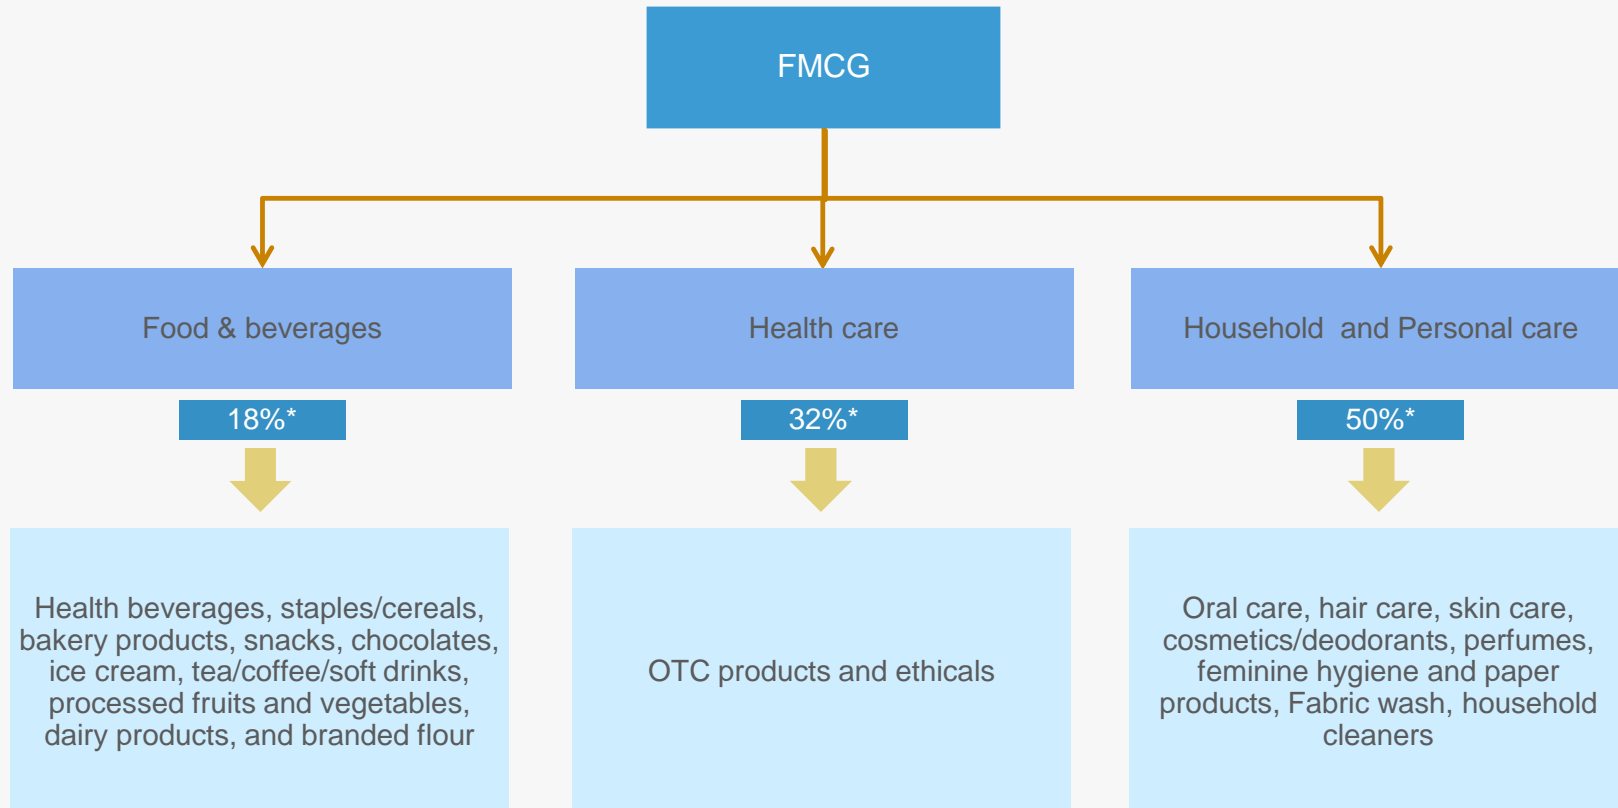 FMCG
Food & beverages
Health care
Household  and Personal care
18%*
32%*
50%*
Health beverages, staples/cereals,
bakery products, snacks, chocolates,
ice cream, tea/coffee/soft drinks,
processed fruits and vegetables,
dairy products, and branded flour
OTC products and ethicals
Oral care, hair care, skin care,
cosmetics/deodorants, perfumes,
feminine hygiene and paper
products, Fabric wash, household
cleaners